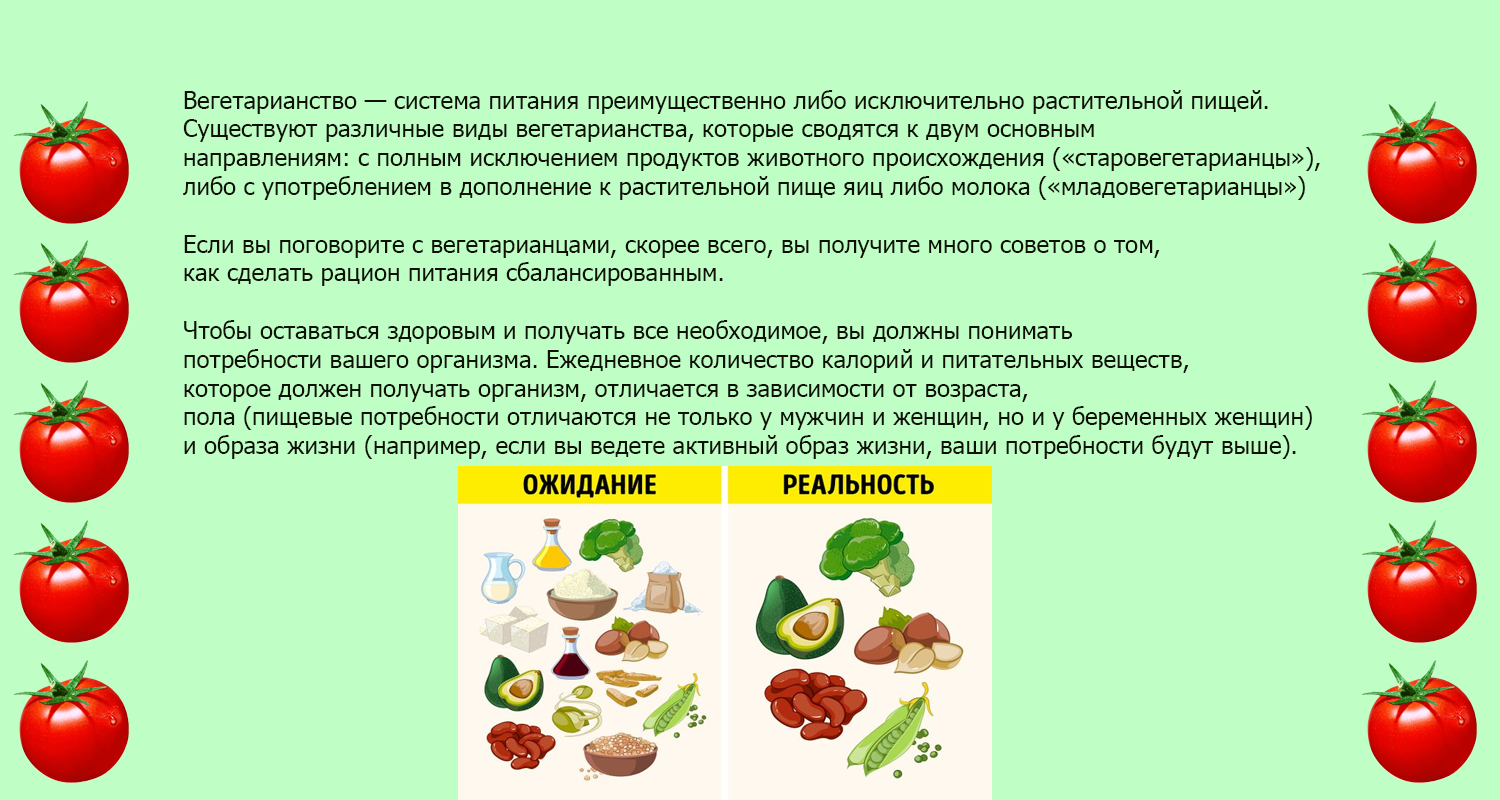 Вегетарианство — система питания преимущественно либо исключительно растительной пищей.
Существуют различные виды вегетарианства, которые сводятся к двум основным
направлениям: с полным исключением продуктов животного происхождения («старовегетарианцы»),
либо с употреблением в дополнение к растительной пище яиц либо молока («младовегетарианцы»)
Если вы поговорите с вегетарианцами, скорее всего, вы получите много советов о том,
как сделать рацион питания сбалансированным.
Чтобы оставаться здоровым и получать все необходимое, вы должны понимать
потребности вашего организма. Ежедневное количество калорий и питательных веществ,
которое должен получать организм, отличается в зависимости от возраста,
пола (пищевые потребности отличаются не только у мужчин и женщин, но и у беременных женщин)
и образа жизни (например, если вы ведете активный образ жизни, ваши потребности будут выше).
ОЖИДАНИЕ
РЕАЛЬНОСТЬ